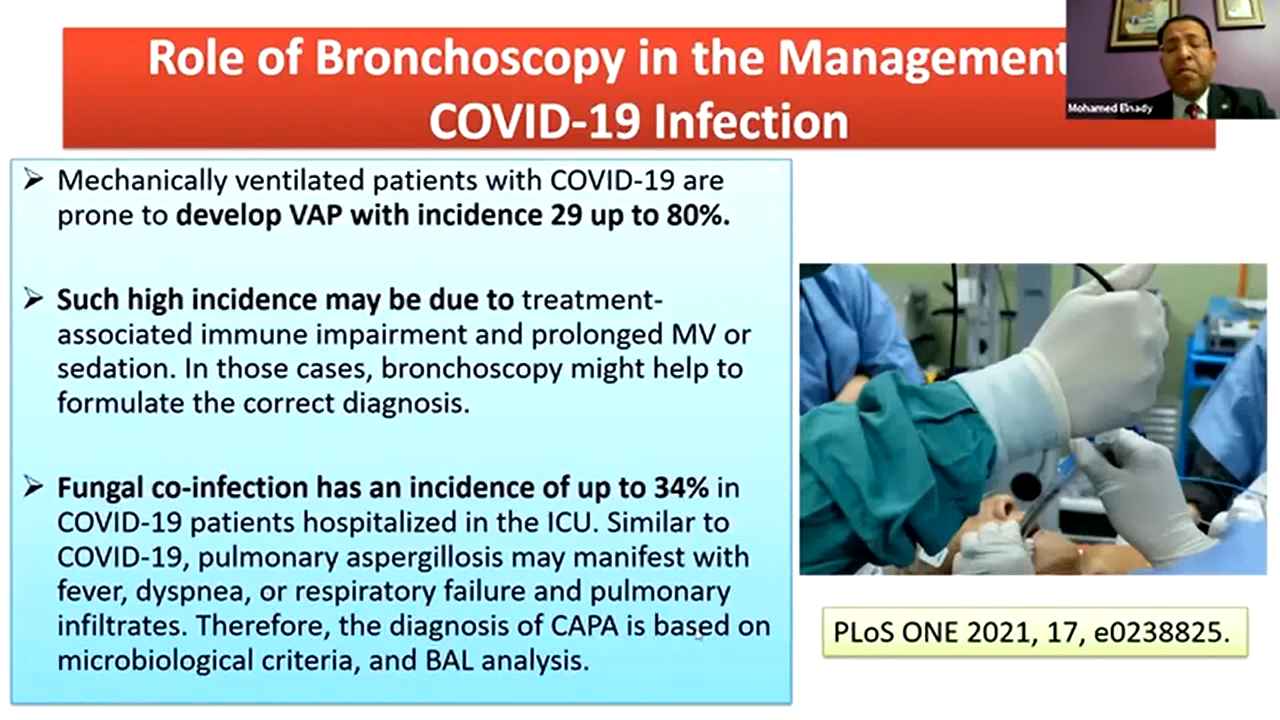 Role of Bronchoscopy in the Management
COVID-19 Infection
Mohamed Elnady
➢ Mechanically ventilated patients with COVID-19 are
prone to develop VAP with incidence 29 up to 80%.
➢ Such high incidence may be due to treatment-
associated immune impairment and prolonged MV or
sedation. In those cases, bronchoscopy might help to
formulate the correct diagnosis.
➢ Fungal co-infection has an incidence of up to 34% in
COVID-19 patients hospitalized in the ICU. Similar to
COVID-19, pulmonary aspergillosis may manifest with
fever, dyspnea, or respiratory failure and pulmonary
infiltrates. Therefore, the diagnosis of CAPA is based on
microbiological criteria, and BAL analysis.
PLoS ONE 2021, 17, e0238825.